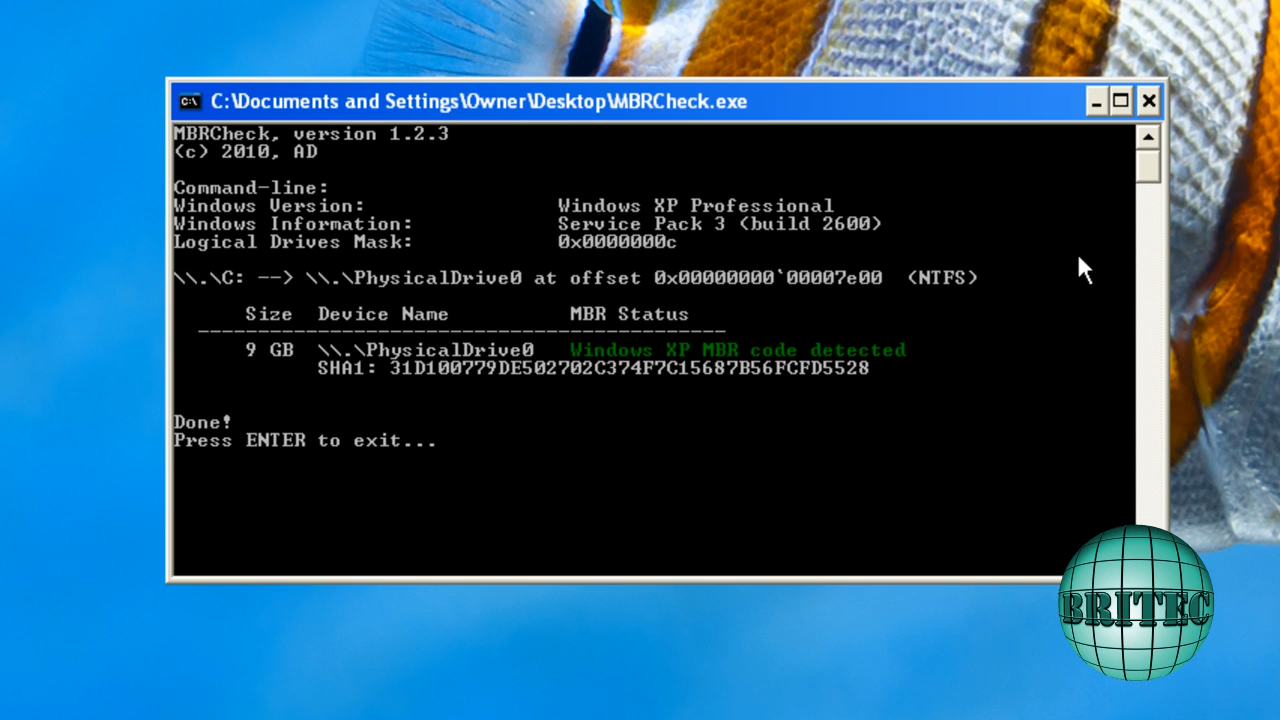 C:\Documents and Settings\Owner\Desktop\MBRCheck.exe
MBRCheck, version 1.2.3
(c) 2010, AD
Command-line:
Windows Version: Windows XP Professional
Windows Information: Service Pack 3 (build 2600)
Logical Drives Mask: 0x0000000c
\\.\C: --> \\.\PhysicalDrive0 at offset 0x00000000`00007e00 (NTFS)
Size Device Name MBR Status
--------------------------------------------
9 GB \\.\PhysicalDrive0 Windows XP MBR code detected
SHA1: 31D100779DE502702C374F7C15687B56FCFD5528
Done!
Press ENTER to exit...
BRITEC